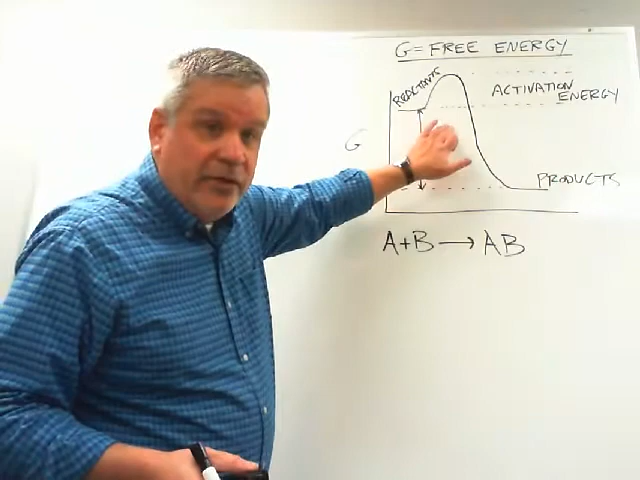 G = FREE ENERGY
REACTANTS
ACTIVATION
ENERGY
G
PRODUCTS
A+B → AB